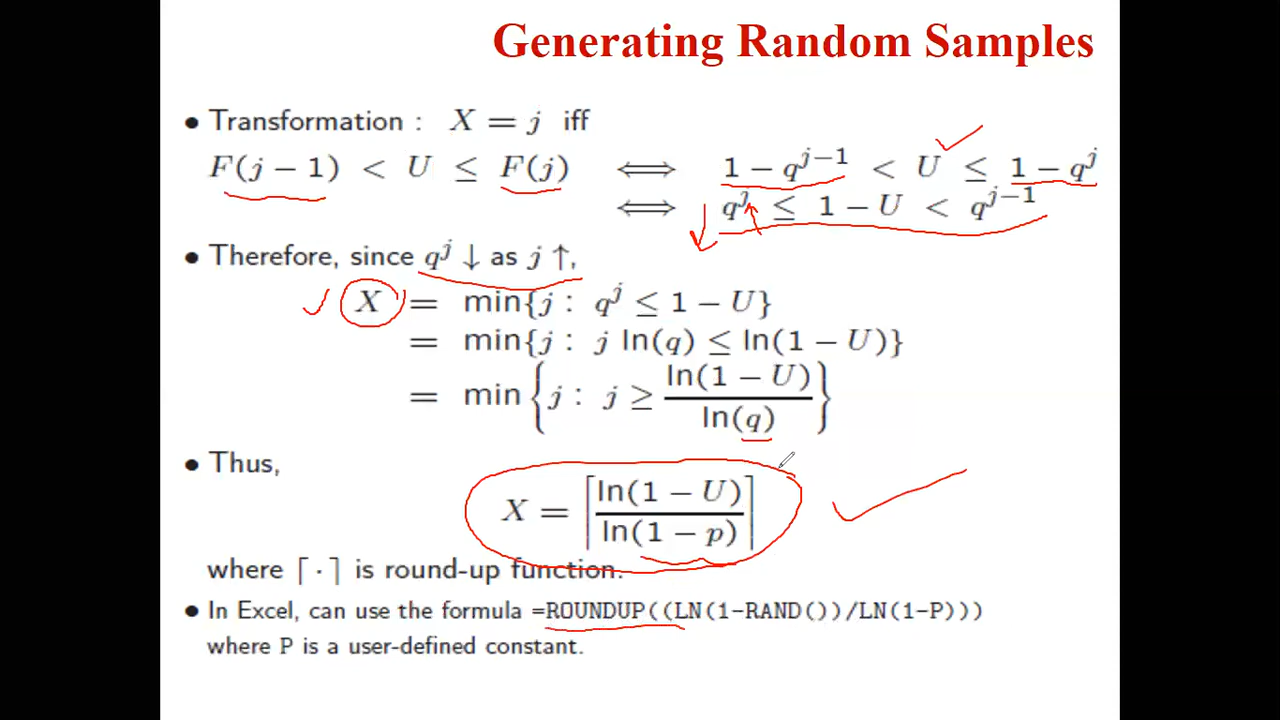 Generating Random Samples
• Transformation : X = j iff
F(j − 1) < U ≤ F(j) ⟺ 1 − q^{j−1} < U ≤ 1 − q^j
⟺ q^j ≤ 1 − U < q^{j−1}
• Therefore, since q^j ↓ as j ↑,
X = min{j : q^j ≤ 1 − U}
= min{j : j ln(q) ≤ ln(1 − U)}
= min {j : j ≥ ln(1 − U) / ln(q)}
• Thus,
X = ⌈ln(1 − U) / ln(1 − p)⌉
where ⌈·⌉ is round-up function.
• In Excel, can use the formula =ROUNDUP((LN(1-RAND())/LN(1-P)))
where P is a user-defined constant.